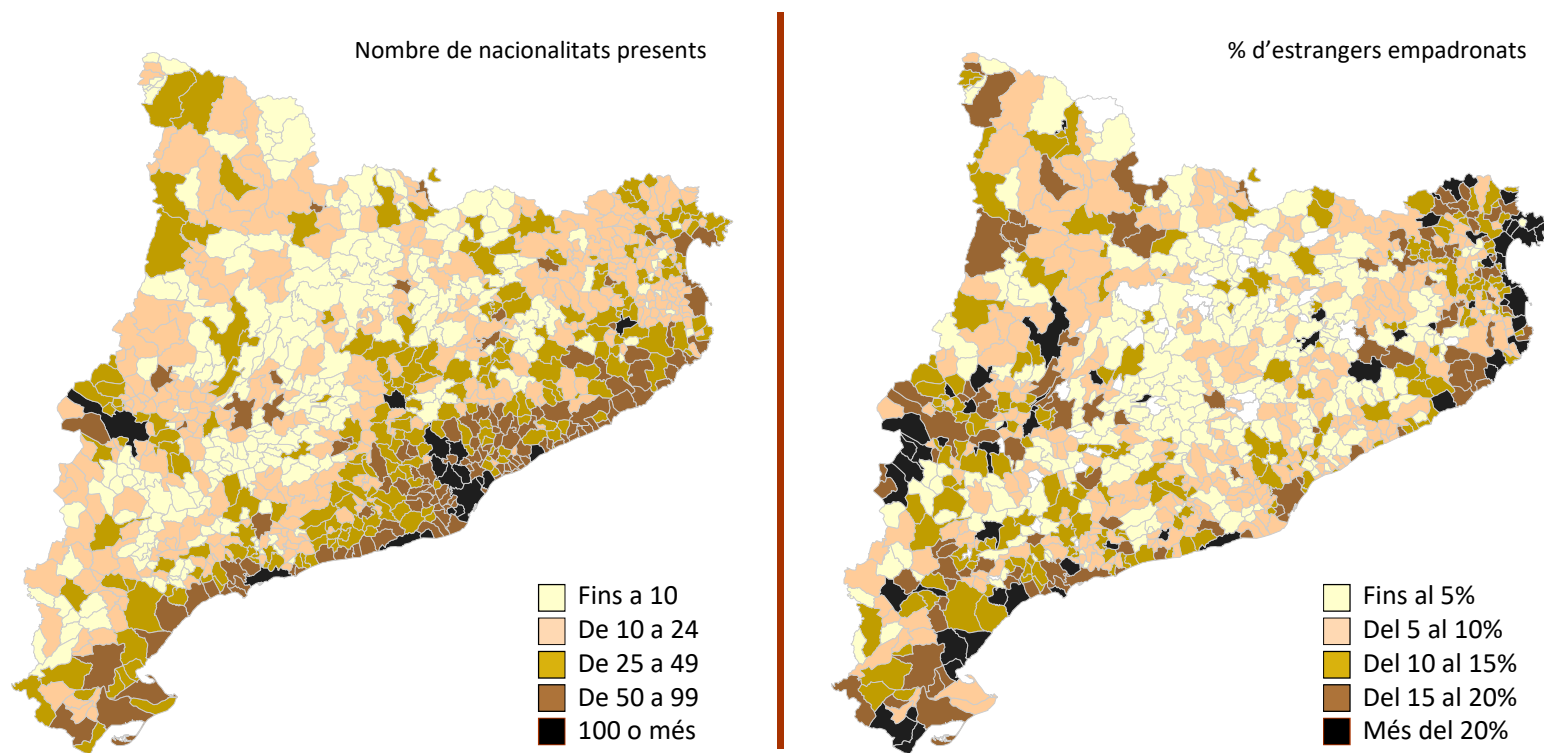 Nombre de nacionalitats presents
Fins a 10
De 10 a 24
De 25 a 49
De 50 a 99
100 o més
% d’estrangers empadronats
Fins al 5%
Del 5 al 10%
Del 10 al 15%
Del 15 al 20%
Més del 20%